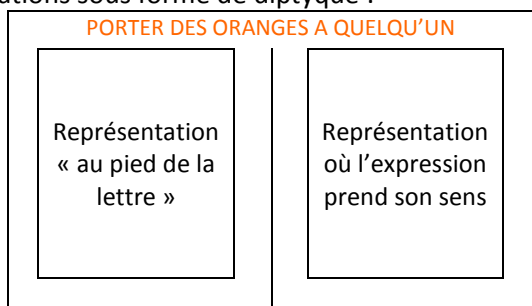 ations sous forme de diptyque :
PORTER DES ORANGES A QUELQU’UN
Représentation
« au pied de la
lettre »
Représentation
où l’expression
prend son sens